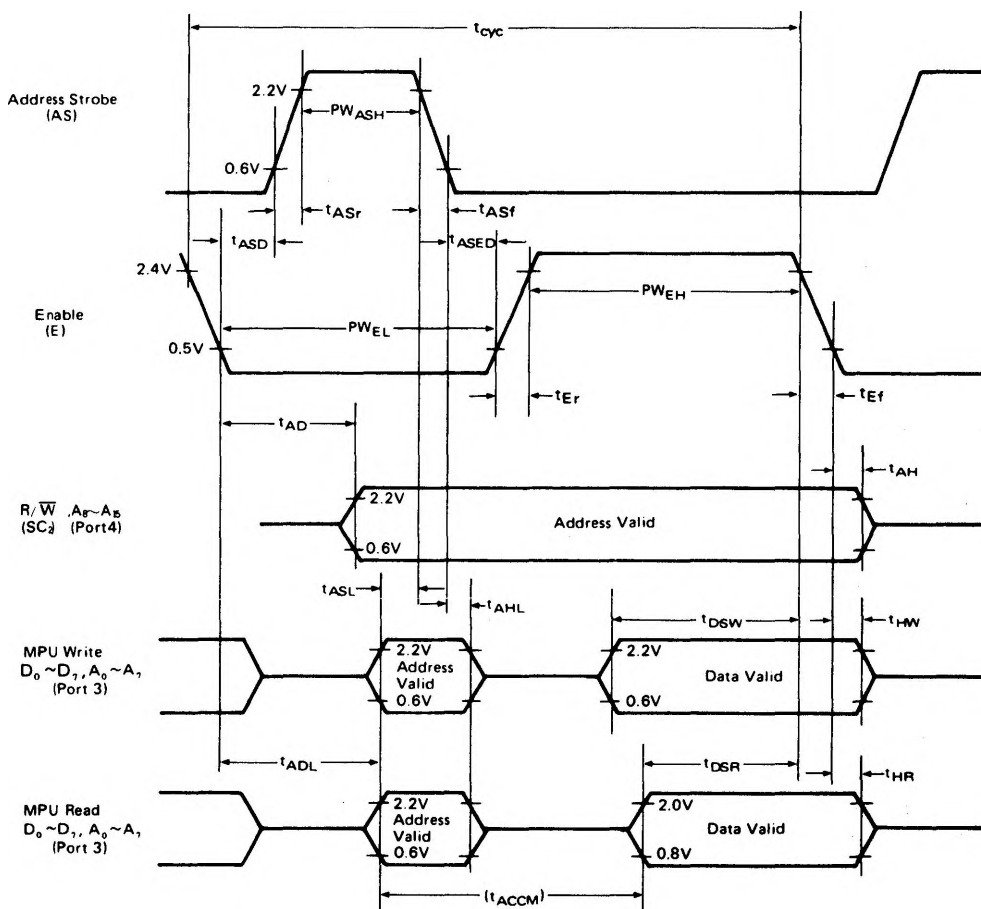 tcyc
Address Strobe
(AS)
2.2V
PWASH
0.6V
tASr
tASf
tASD
tASED
2.4V
Enable
(E)
PWEH
PWEL
0.5V
tEr
tEf
tAD
tAH
R/W̅ ,A8~A15
(SC2) (Port4)
2.2V
Address Valid
0.6V
tASL
tAHL
tDSW
tHW
MPU Write
D0~D7, A0~A7
(Port 3)
2.2V
Address
Valid
0.6V
2.2V
Data Valid
0.6V
tADL
tDSR
tHR
MPU Read
D0~D7, A0~A7
(Port 3)
2.2V
Address
Valid
0.6V
2.0V
Data Valid
0.8V
(tACCM)